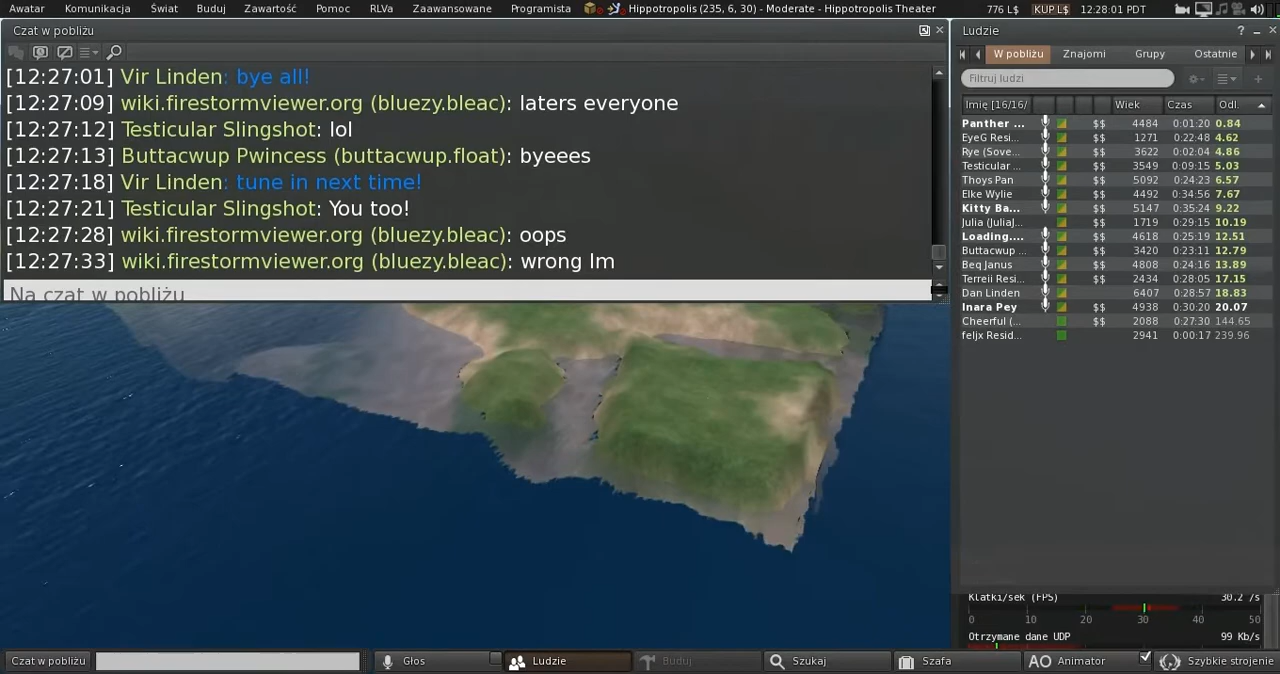 Awatar Komunikacja Świat Buduj Zawartość Pomoc RLVa Zaawansowane Programista Hippotropolis (235, 6, 30) - Moderate - Hippotropolis Theater 776 L$ KUP L$ 12:28:01 PDT
Czat w pobliżu
[12:27:01] Vir Linden: bye all!
[12:27:09] wiki.firestormviewer.org (bluezy.bleac): laters everyone
[12:27:12] Testicular Slingshot: lol
[12:27:13] Buttacwup Pwincess (buttacwup.float): byeees
[12:27:18] Vir Linden: tune in next time!
[12:27:21] Testicular Slingshot: You too!
[12:27:28] wiki.firestormviewer.org (bluezy.bleac): oops
[12:27:33] wiki.firestormviewer.org (bluezy.bleac): wrong Im
Na czat w pobliżu
Ludzie ?
W pobliżu Znajomi Grupy Ostatnie
Filtruj ludzi
Imię [16/16/ Wiek Czas Odl.
Panther ... $$ 4484 0:01:20 0.84
EyeG Resi... $$ 1271 0:22:48 4.62
Rye (Sove... $$ 3622 0:02:04 4.86
Testicular ... $$ 3549 0:09:15 5.03
Thoys Pan $$ 5092 0:24:23 6.57
Elke Wylie $$ 4492 0:34:56 7.67
Kitty Ba... $$ 5147 0:35:24 9.22
Julia (JuliaJ... $$ 1719 0:29:15 10.19
Loading.... $$ 4618 0:25:19 12.51
Buttacwup ... $$ 3420 0:23:11 12.79
Beq Janus $$ 4808 0:24:16 13.89
Terreii Resi... $$ 2434 0:28:05 17.15
Dan Linden 6407 0:28:57 18.83
Inara Pey $$ 4938 0:30:20 20.07
Cheerful (... $$ 2088 0:27:30 144.65
feljx Resid... 2941 0:00:17 239.96
Klatki/sek (FPS) 30.2 /s
0 10 20 30 40 50
Otrzymane dane UDP 99 Kb/s
Czat w pobliżu Głos Ludzie Buduj Szukaj Szafa AO Animator Szybkie strojenie